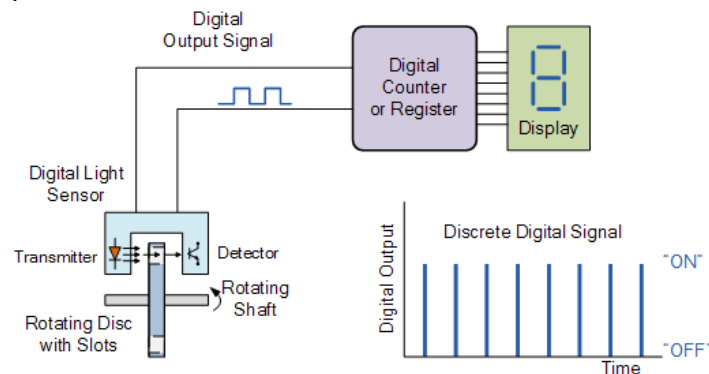 Digital
Output Signal
Digital
Counter
or Register
Display
Digital Light
Sensor
Transmitter
Detector
Rotating
Shaft
Rotating Disc
with Slots
Discrete Digital Signal
Digital Output
"ON"
"OFF"
Time